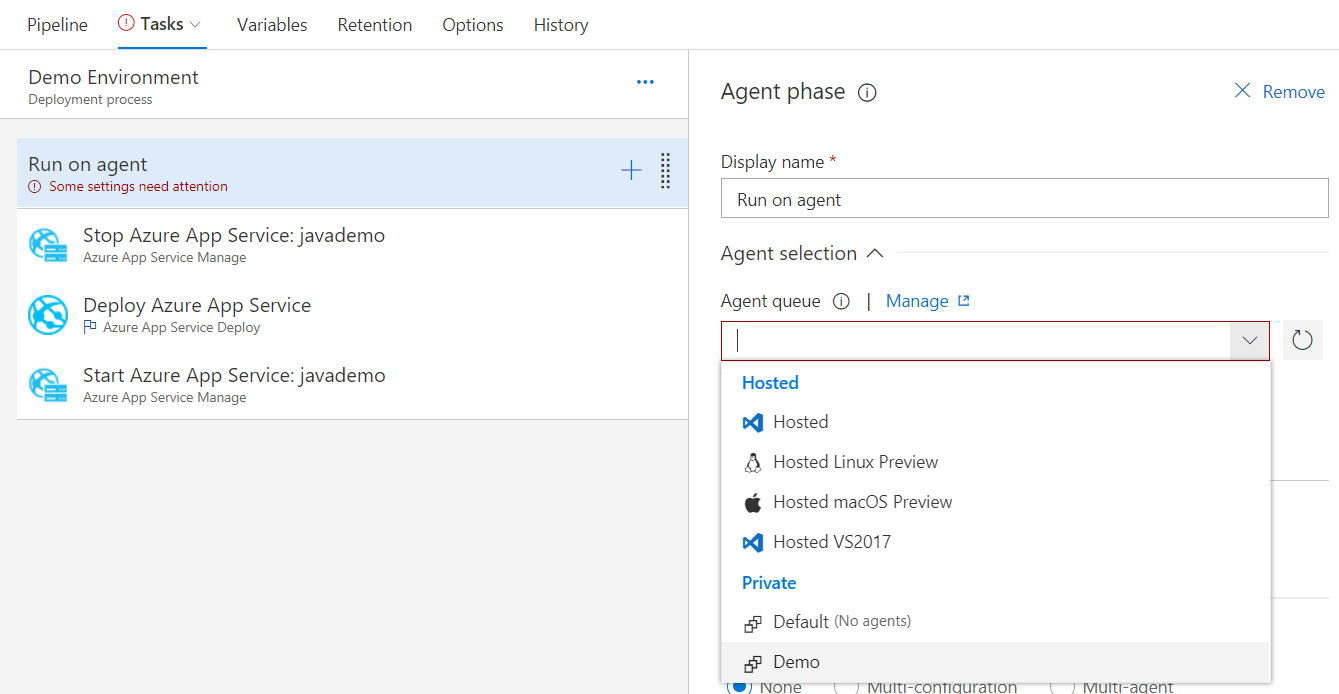 Pipeline Tasks Variables Retention Options History
Demo Environment
Deployment process
Run on agent
Some settings need attention
Stop Azure App Service: javademo
Azure App Service Manage
Deploy Azure App Service
Azure App Service Deploy
Start Azure App Service: javademo
Azure App Service Manage
Agent phase
Remove
Display name *
Run on agent
Agent selection
Agent queue | Manage
Hosted
Hosted
Hosted Linux Preview
Hosted macOS Preview
Hosted VS2017
Private
Default (No agents)
Demo
None Multi-configuration Multi-agent